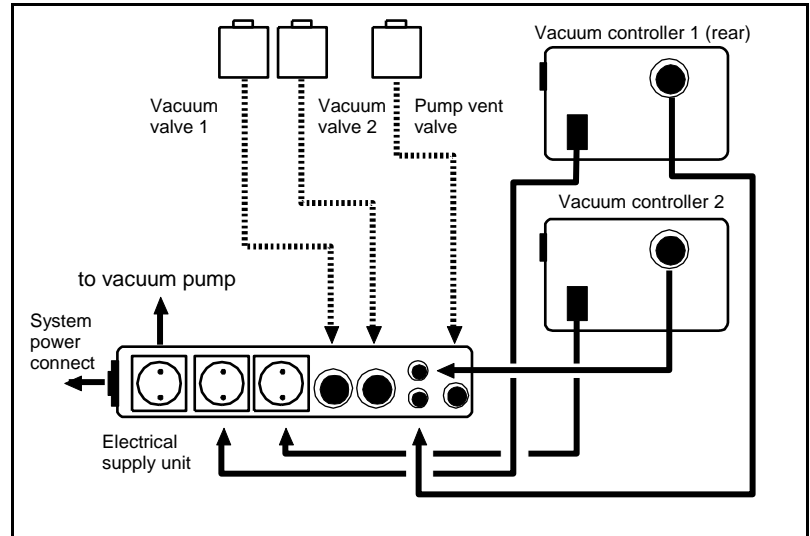 Vacuum controller 1 (rear)
Vacuum
valve 1
Vacuum
valve 2
Pump vent
valve
Vacuum controller 2
to vacuum pump
System
power
connect
Electrical
supply unit